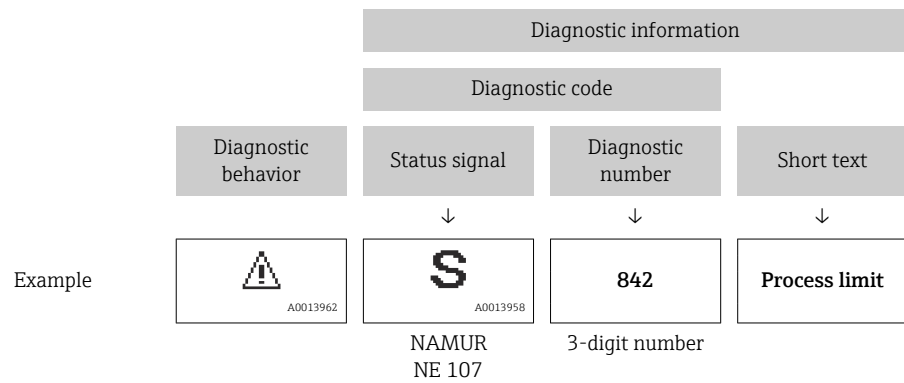 Diagnostic information
Diagnostic code
Diagnostic
behavior
Status signal
Diagnostic
number
Short text
↓ ↓ ↓
Example
A0013962
S
A0013958
842
Process limit
NAMUR
NE 107
3-digit number